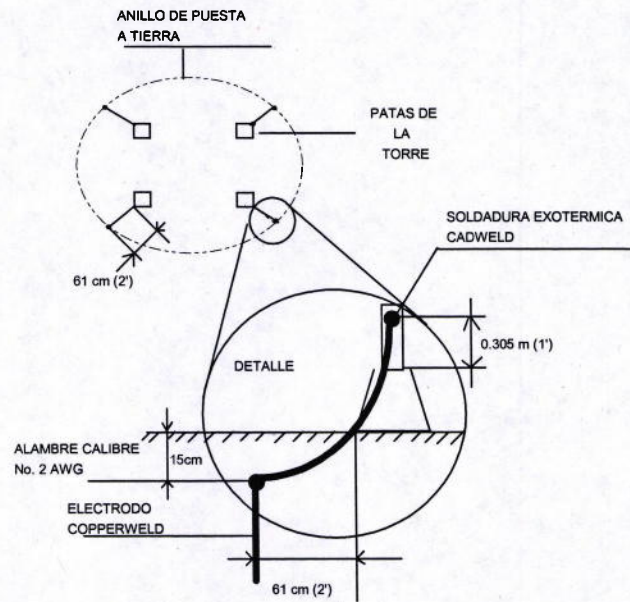 ANILLO DE PUESTA
A TIERRA
PATAS DE
LA
TORRE
SOLDADURA EXOTERMICA
CADWELD
61 cm (2')
0.305 m (1')
DETALLE
ALAMBRE CALIBRE
No. 2 AWG
15cm
ELECTRODO
COPPERWELD
61 cm (2')